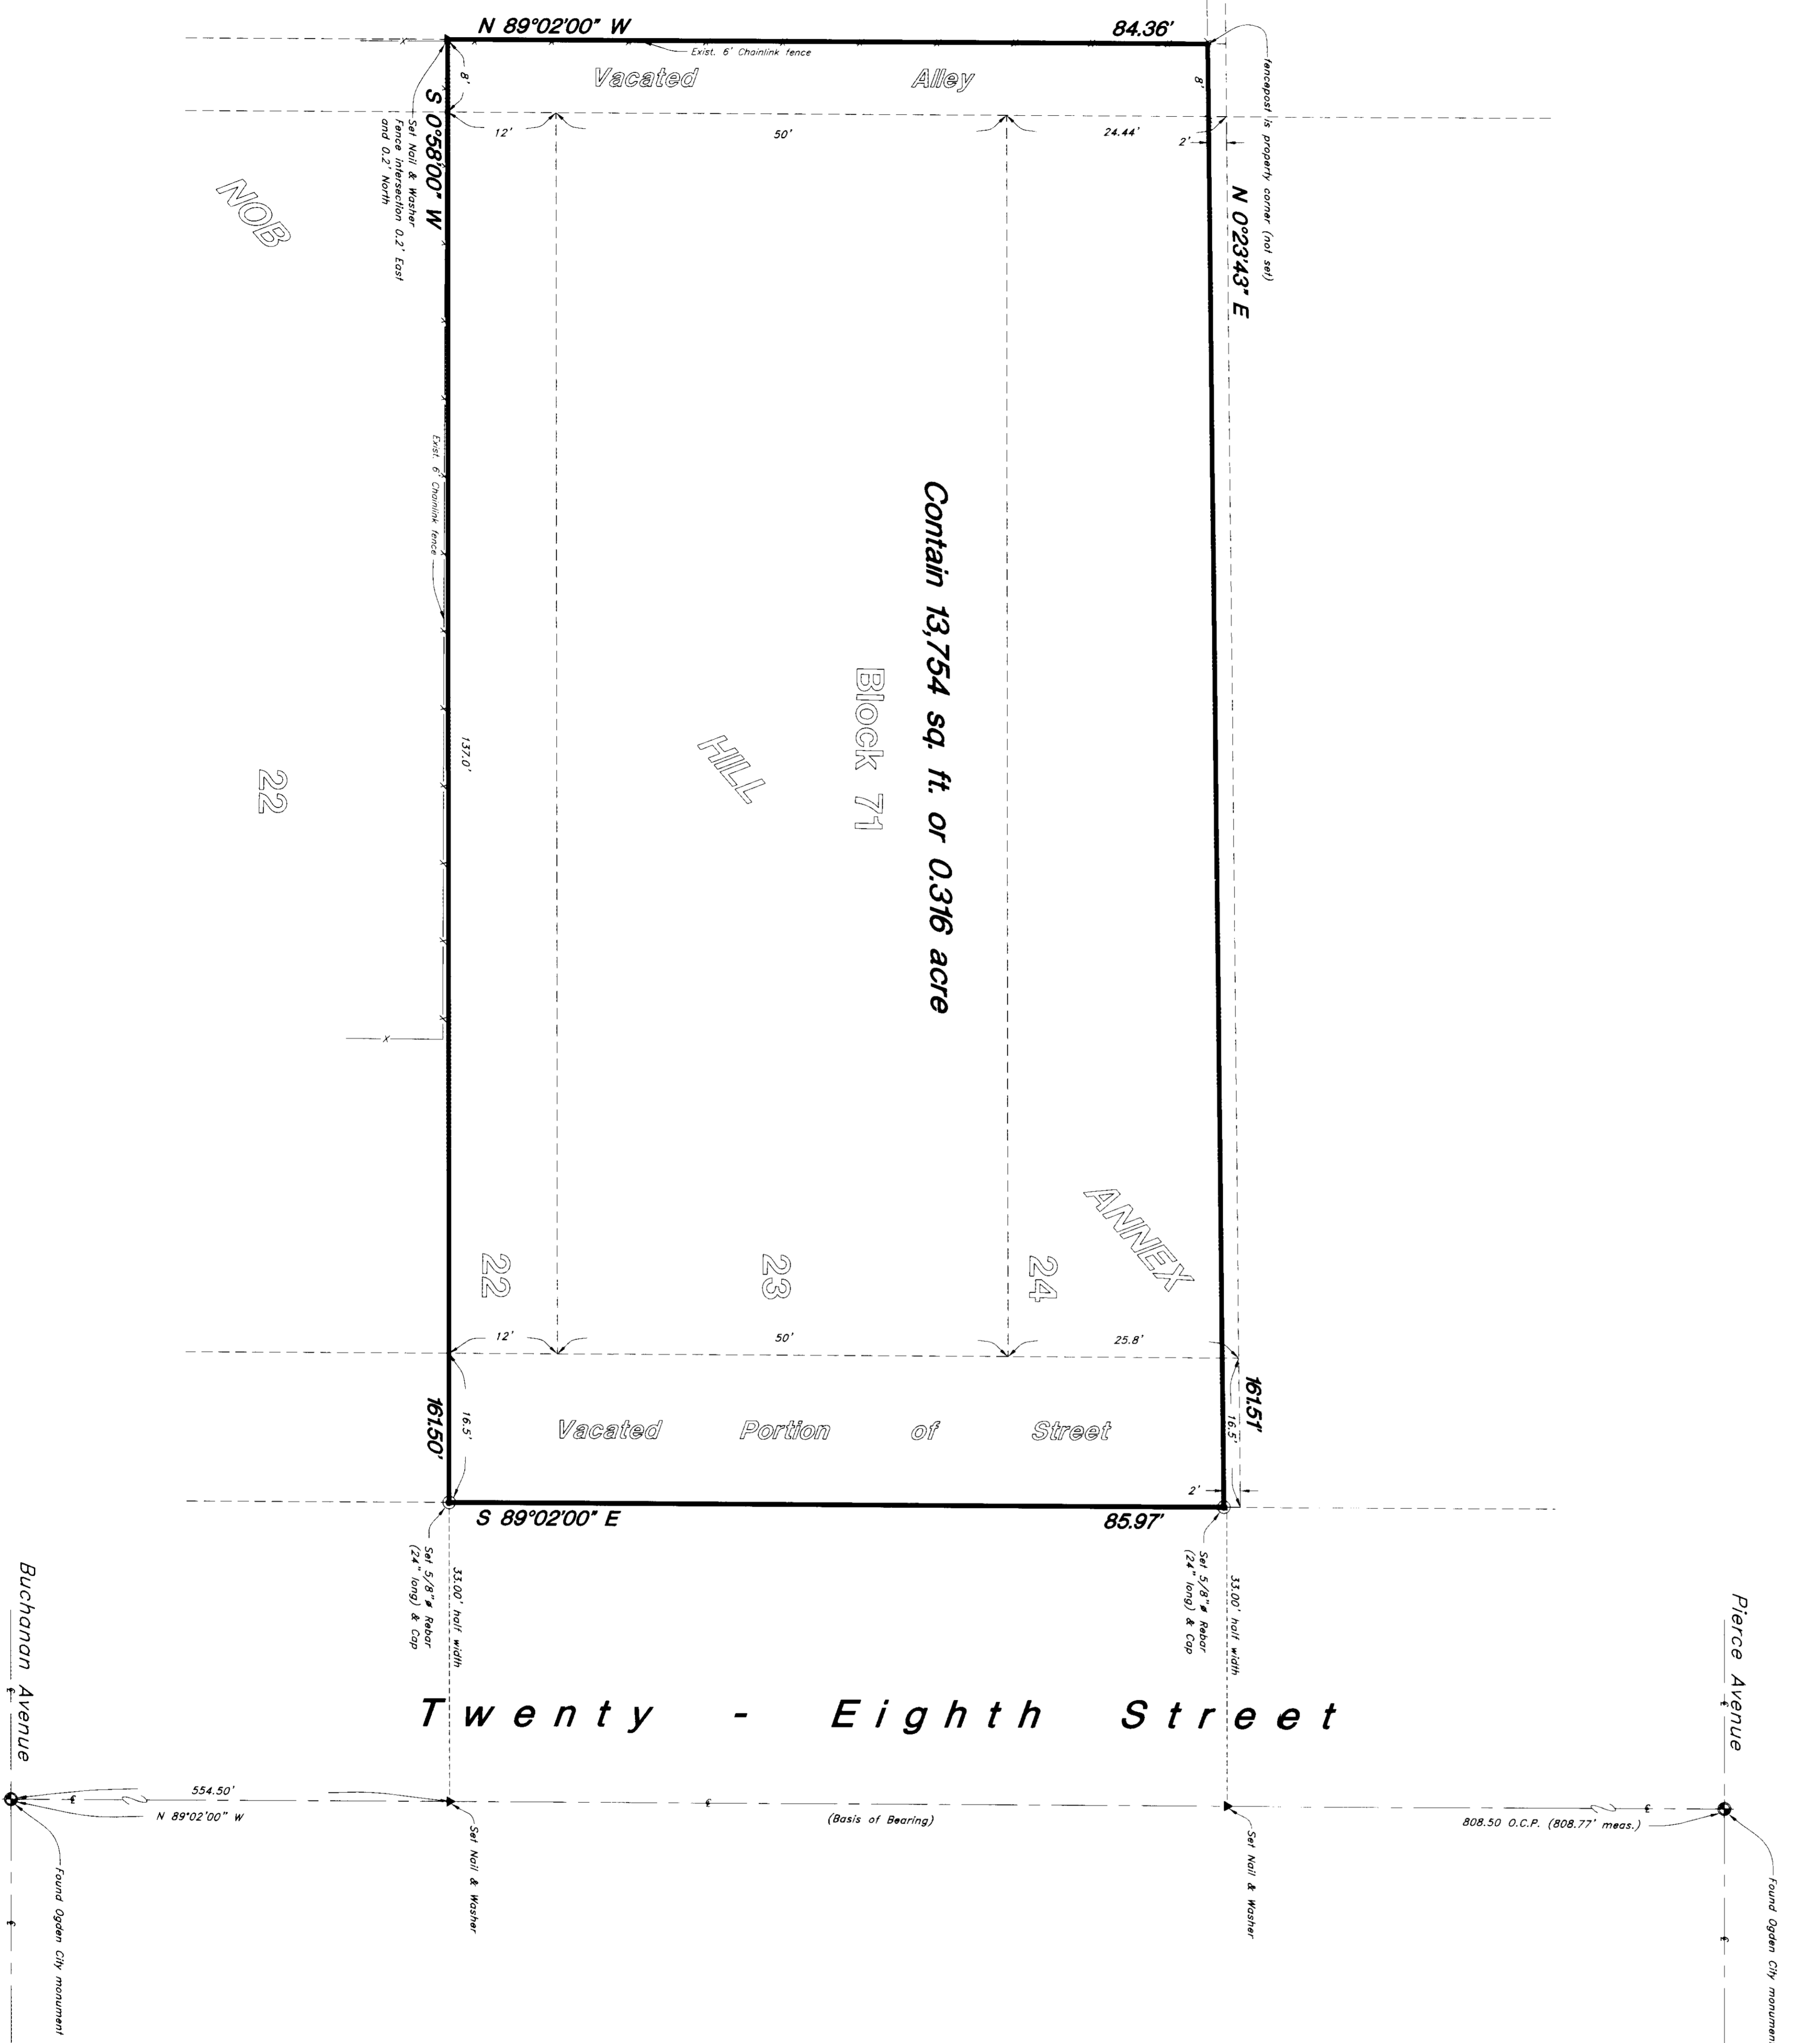 N 89°02'00" W
84.36'
Exist. 6' Chainlink fence
Vacated Alley
8'
8'
fencepost is property corner (not set)
12'
50'
24.44'
2'
S 0°58'00" W
Set Nail & Washer
Fence intersection 0.2' East
and 0.2' North
N 0°23'43" E
NOB
Exist. 6' Chainlink fence
Contain 13,754 sq. ft. or 0.316 acre
Block 71
HILL
137.0'
22
ANNEX
22
23
24
12'
50'
25.8'
161.50'
16.5'
Vacated Portion of Street
161.51'
16.5'
2'
S 89°02'00" E
85.97'
Set 5/8"ø Rebar
(24" long) & Cap
33.00' half width
Set 5/8"ø Rebar
(24" long) & Cap
33.00' half width
Buchanan Avenue
Pierce Avenue
Twenty - Eighth Street
554.50'
N 89°02'00" W
(Basis of Bearing)
808.50 O.C.P. (808.77' meas.)
Set Nail & Washer
Set Nail & Washer
Found Ogden City monument
Found Ogden City monument